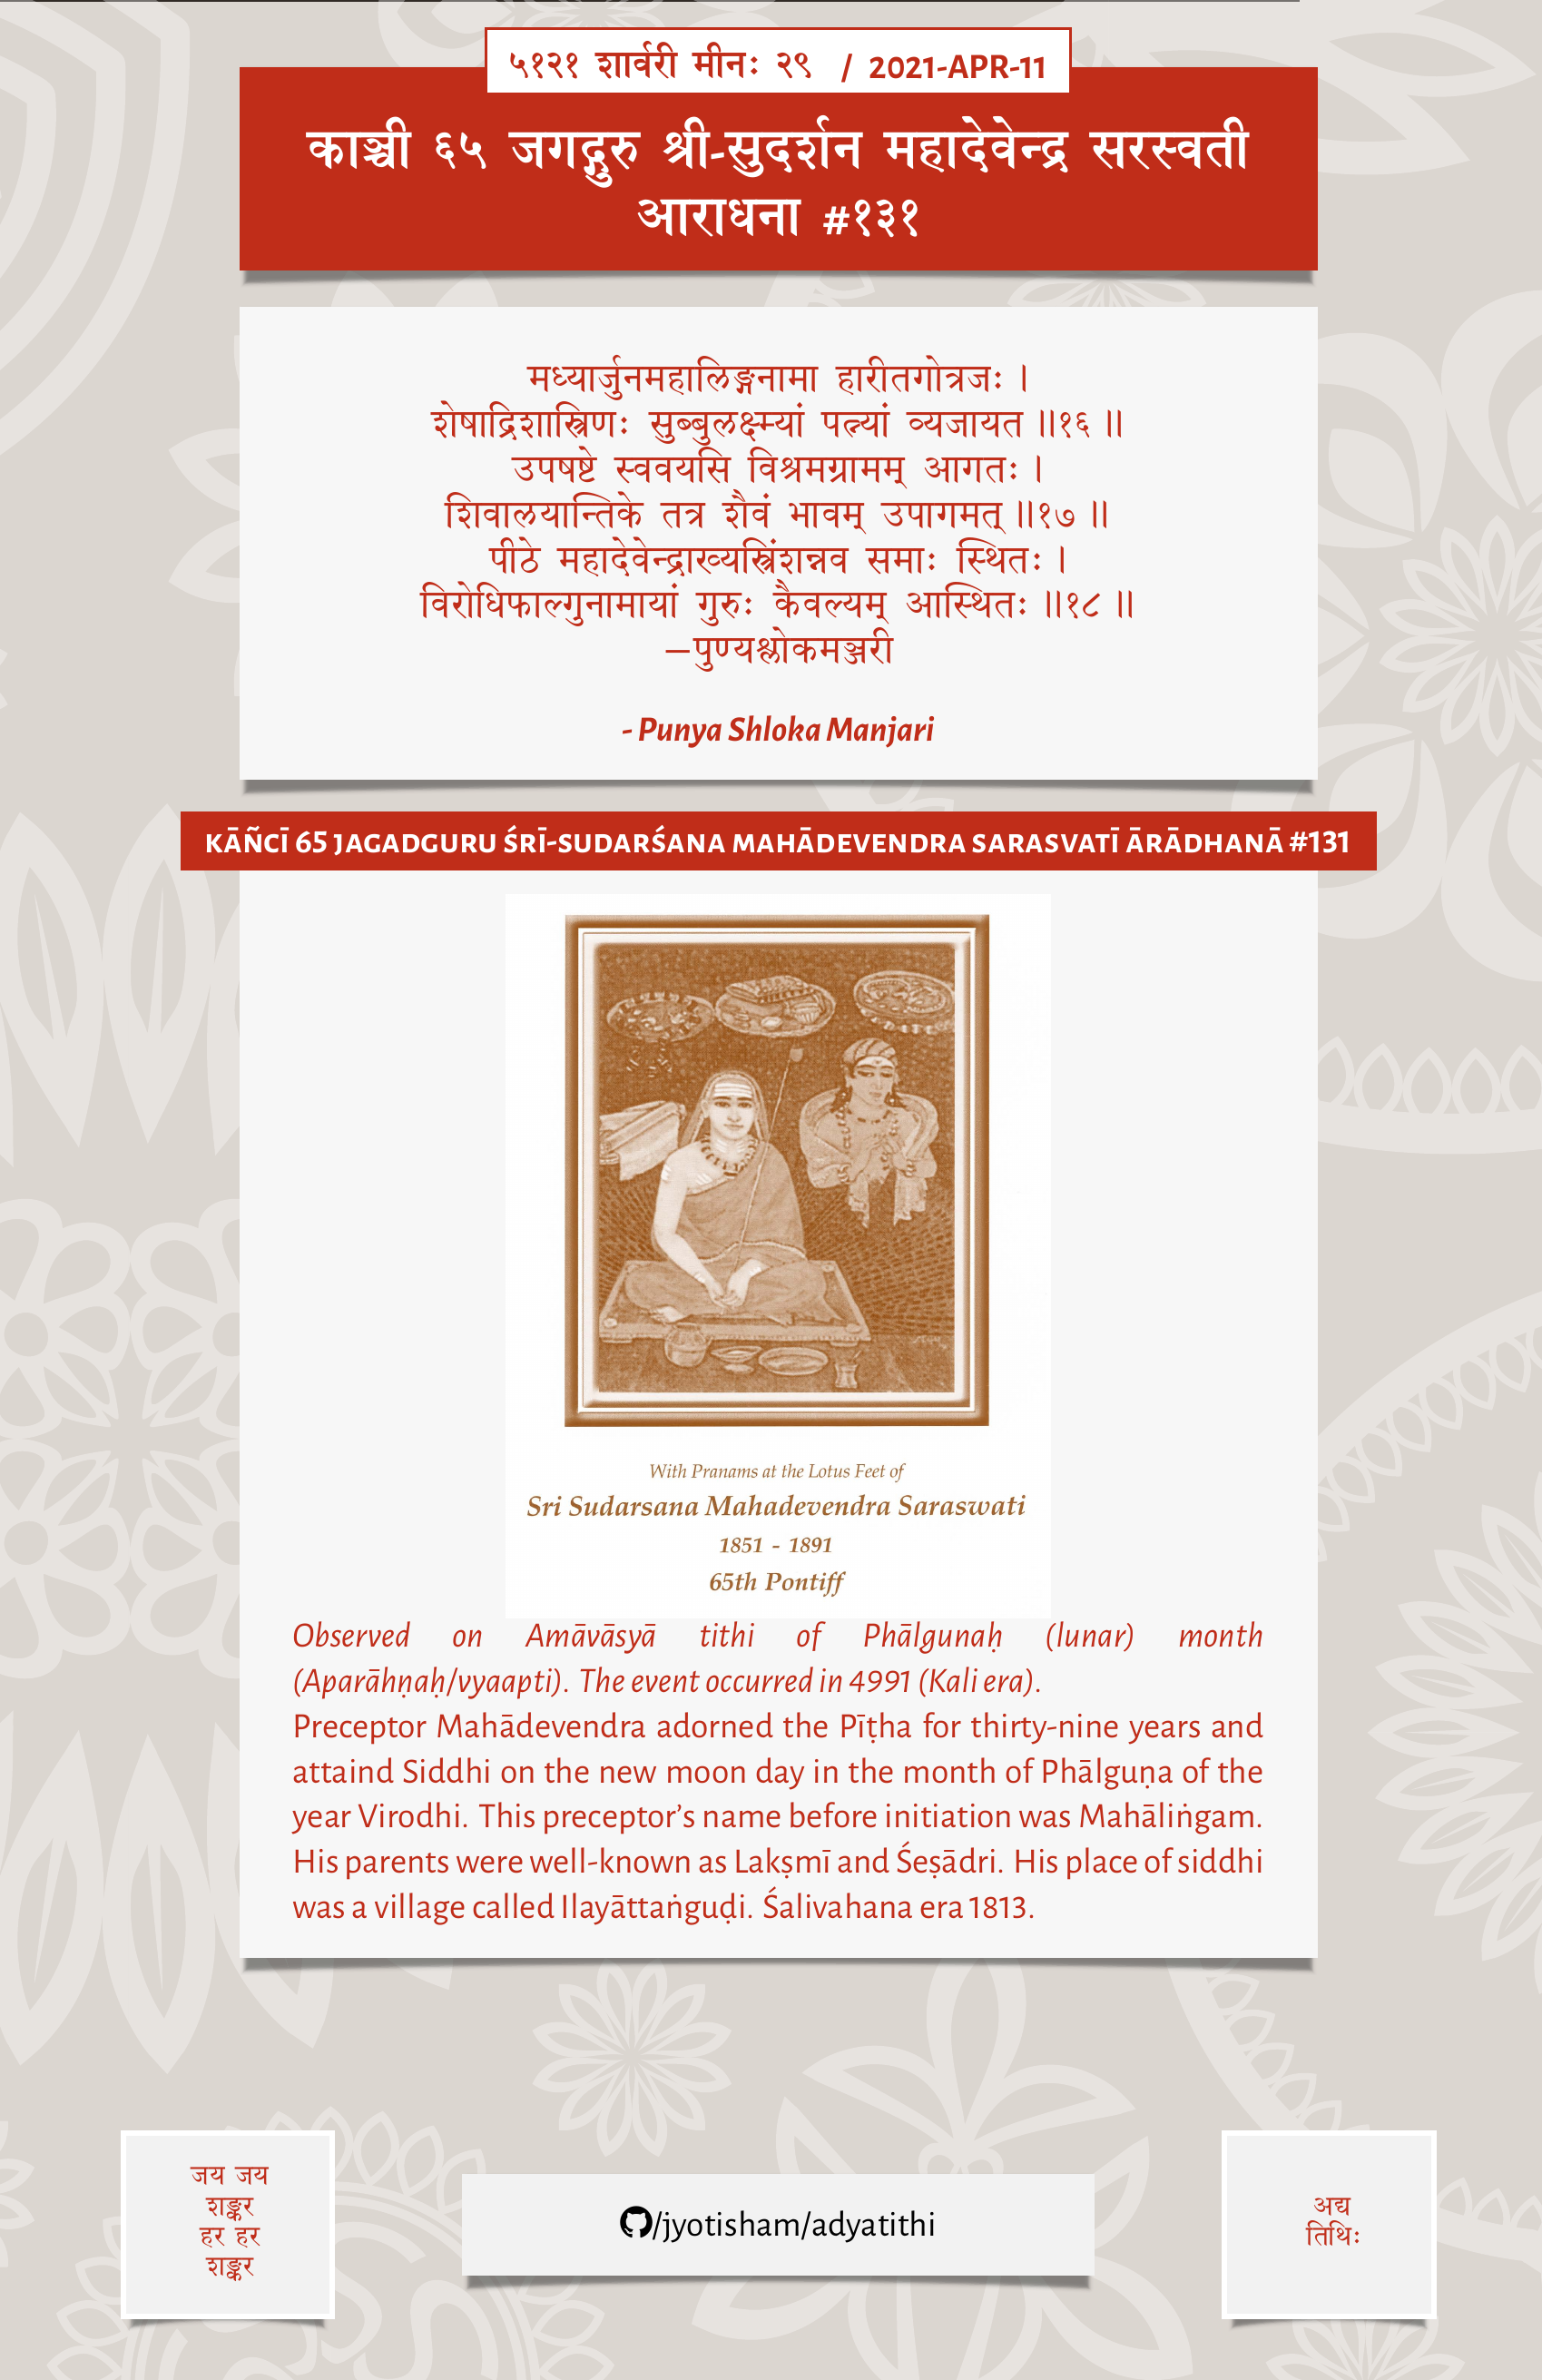 ५१२१ शार्वरी मीनः २९ / 2021-APR-11
काञ्ची ६५ जगद्गुरु श्री-सुदर्शन महादेवेन्द्र सरस्वती
आराधना #१३१
मध्यार्जुनमहालिङ्गनामा हारीतगोत्रजः ।
शेषाद्रिशास्त्रिणः सुब्बुलक्ष्म्यां पत्न्यां व्यजायत ॥१६॥
उपषष्टे स्ववयसि विश्रमग्रामम् आगतः ।
शिवालयान्तिके तत्र शैवं भावम् उपागमत् ॥१७॥
पीठे महादेवेन्द्राख्यस्त्रिंशन्नव समाः स्थितः ।
विरोधिफाल्गुनामायां गुरुः कैवल्यम् आस्थितः ॥१८॥
—पुण्यश्लोकमञ्जरी
- Punya Shloka Manjari
KĀÑCĪ 65 JAGADGURU ŚRĪ-SUDARŚANA MAHĀDEVENDRA SARASVATĪ ĀRĀDHANĀ #131
With Pranams at the Lotus Feet of
Sri Sudarsana Mahadevendra Saraswati
1851 - 1891
65th Pontiff
Observed on Amāvāsyā tithi of Phālgunaḥ (lunar) month
(Aparāhṇaḥ/vyaapti). The event occurred in 4991 (Kali era).
Preceptor Mahādevendra adorned the Pīṭha for thirty-nine years and
attaind Siddhi on the new moon day in the month of Phālguṇa of the
year Virodhi. This preceptor’s name before initiation was Mahāliṅgam.
His parents were well-known as Lakṣmī and Śeṣādri. His place of siddhi
was a village called Ilayāttaṅguḍi. Śalivahana era 1813.
जय जय
शङ्कर
हर हर
शङ्कर
/jyotisham/adyatithi
अद्य
तिथिः